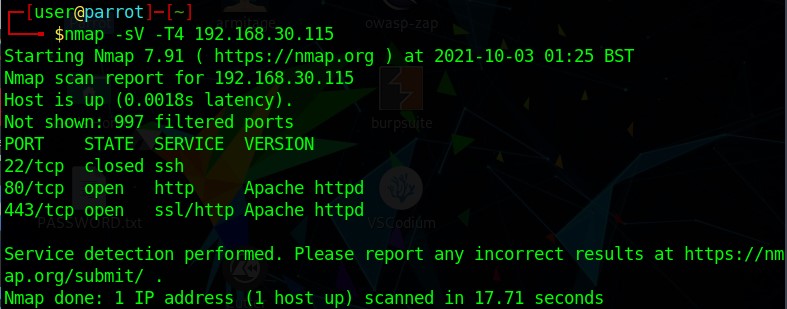 ┌─[user@parrot]─[~]
└──╼ $nmap -sV -T4 192.168.30.115
Starting Nmap 7.91 ( https://nmap.org ) at 2021-10-03 01:25 BST
Nmap scan report for 192.168.30.115
Host is up (0.0018s latency).
Not shown: 997 filtered ports
PORT    STATE  SERVICE  VERSION
22/tcp  closed ssh
80/tcp  open   http     Apache httpd
443/tcp open   ssl/http Apache httpd
Service detection performed. Please report any incorrect results at https://nm
ap.org/submit/ .
Nmap done: 1 IP address (1 host up) scanned in 17.71 seconds
armitage
owasp-zap
burpsuite
PASSWORD.txt
VSCodium